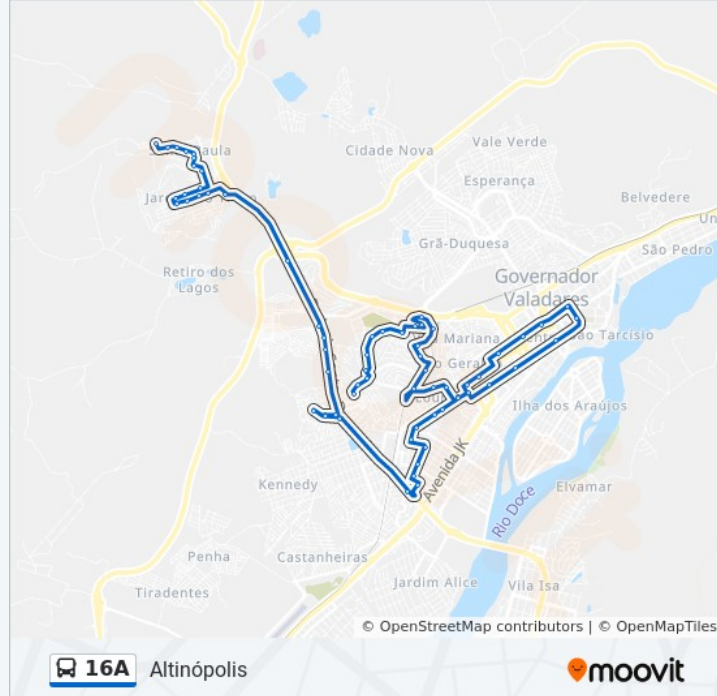 Cidade Nova
Vale Verde
Esperança
Belvedere
São Pedro
Grã-Duquesa
Retiro dos
Lagos
Governador
Valadares
São Tarcísio
Mariana
Ilha dos Araújos
Avenida JK
Kennedy
Elvamar
Rio Doce
Penha
Castanheiras
Tiradentes
Jardim Alice
Vila Isa
© OpenStreetMap contributors | © OpenMapTiles
16A Altinópolis
moovit